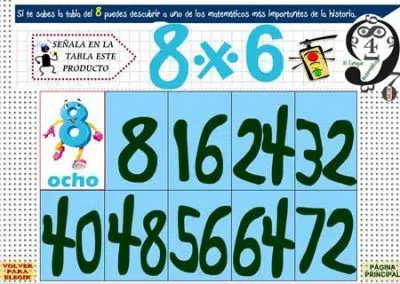 Si te sabes la tabla del 8 puedes descubrir a uno de los matemáticos más importantes de la historia.
SEÑALA EN LA
TABLA ESTE
PRODUCTO
8 x 6
4
8
8 16 24 32
ocho
40 48 56 64 72
VOLVER
PARA
ELEGIR
PÁGINA
PRINCIPAL